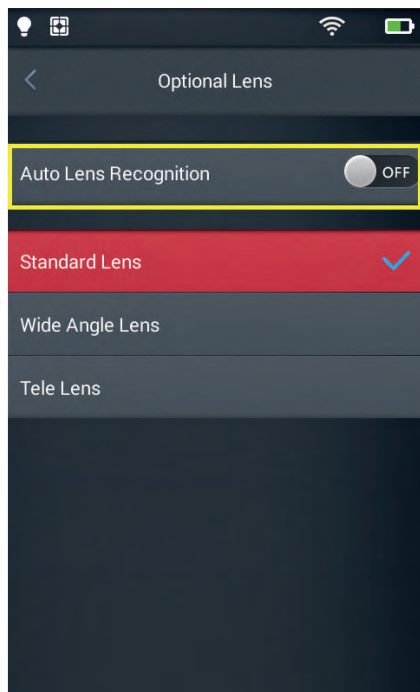 Optional Lens
Auto Lens Recognition OFF
Standard Lens
Wide Angle Lens
Tele Lens